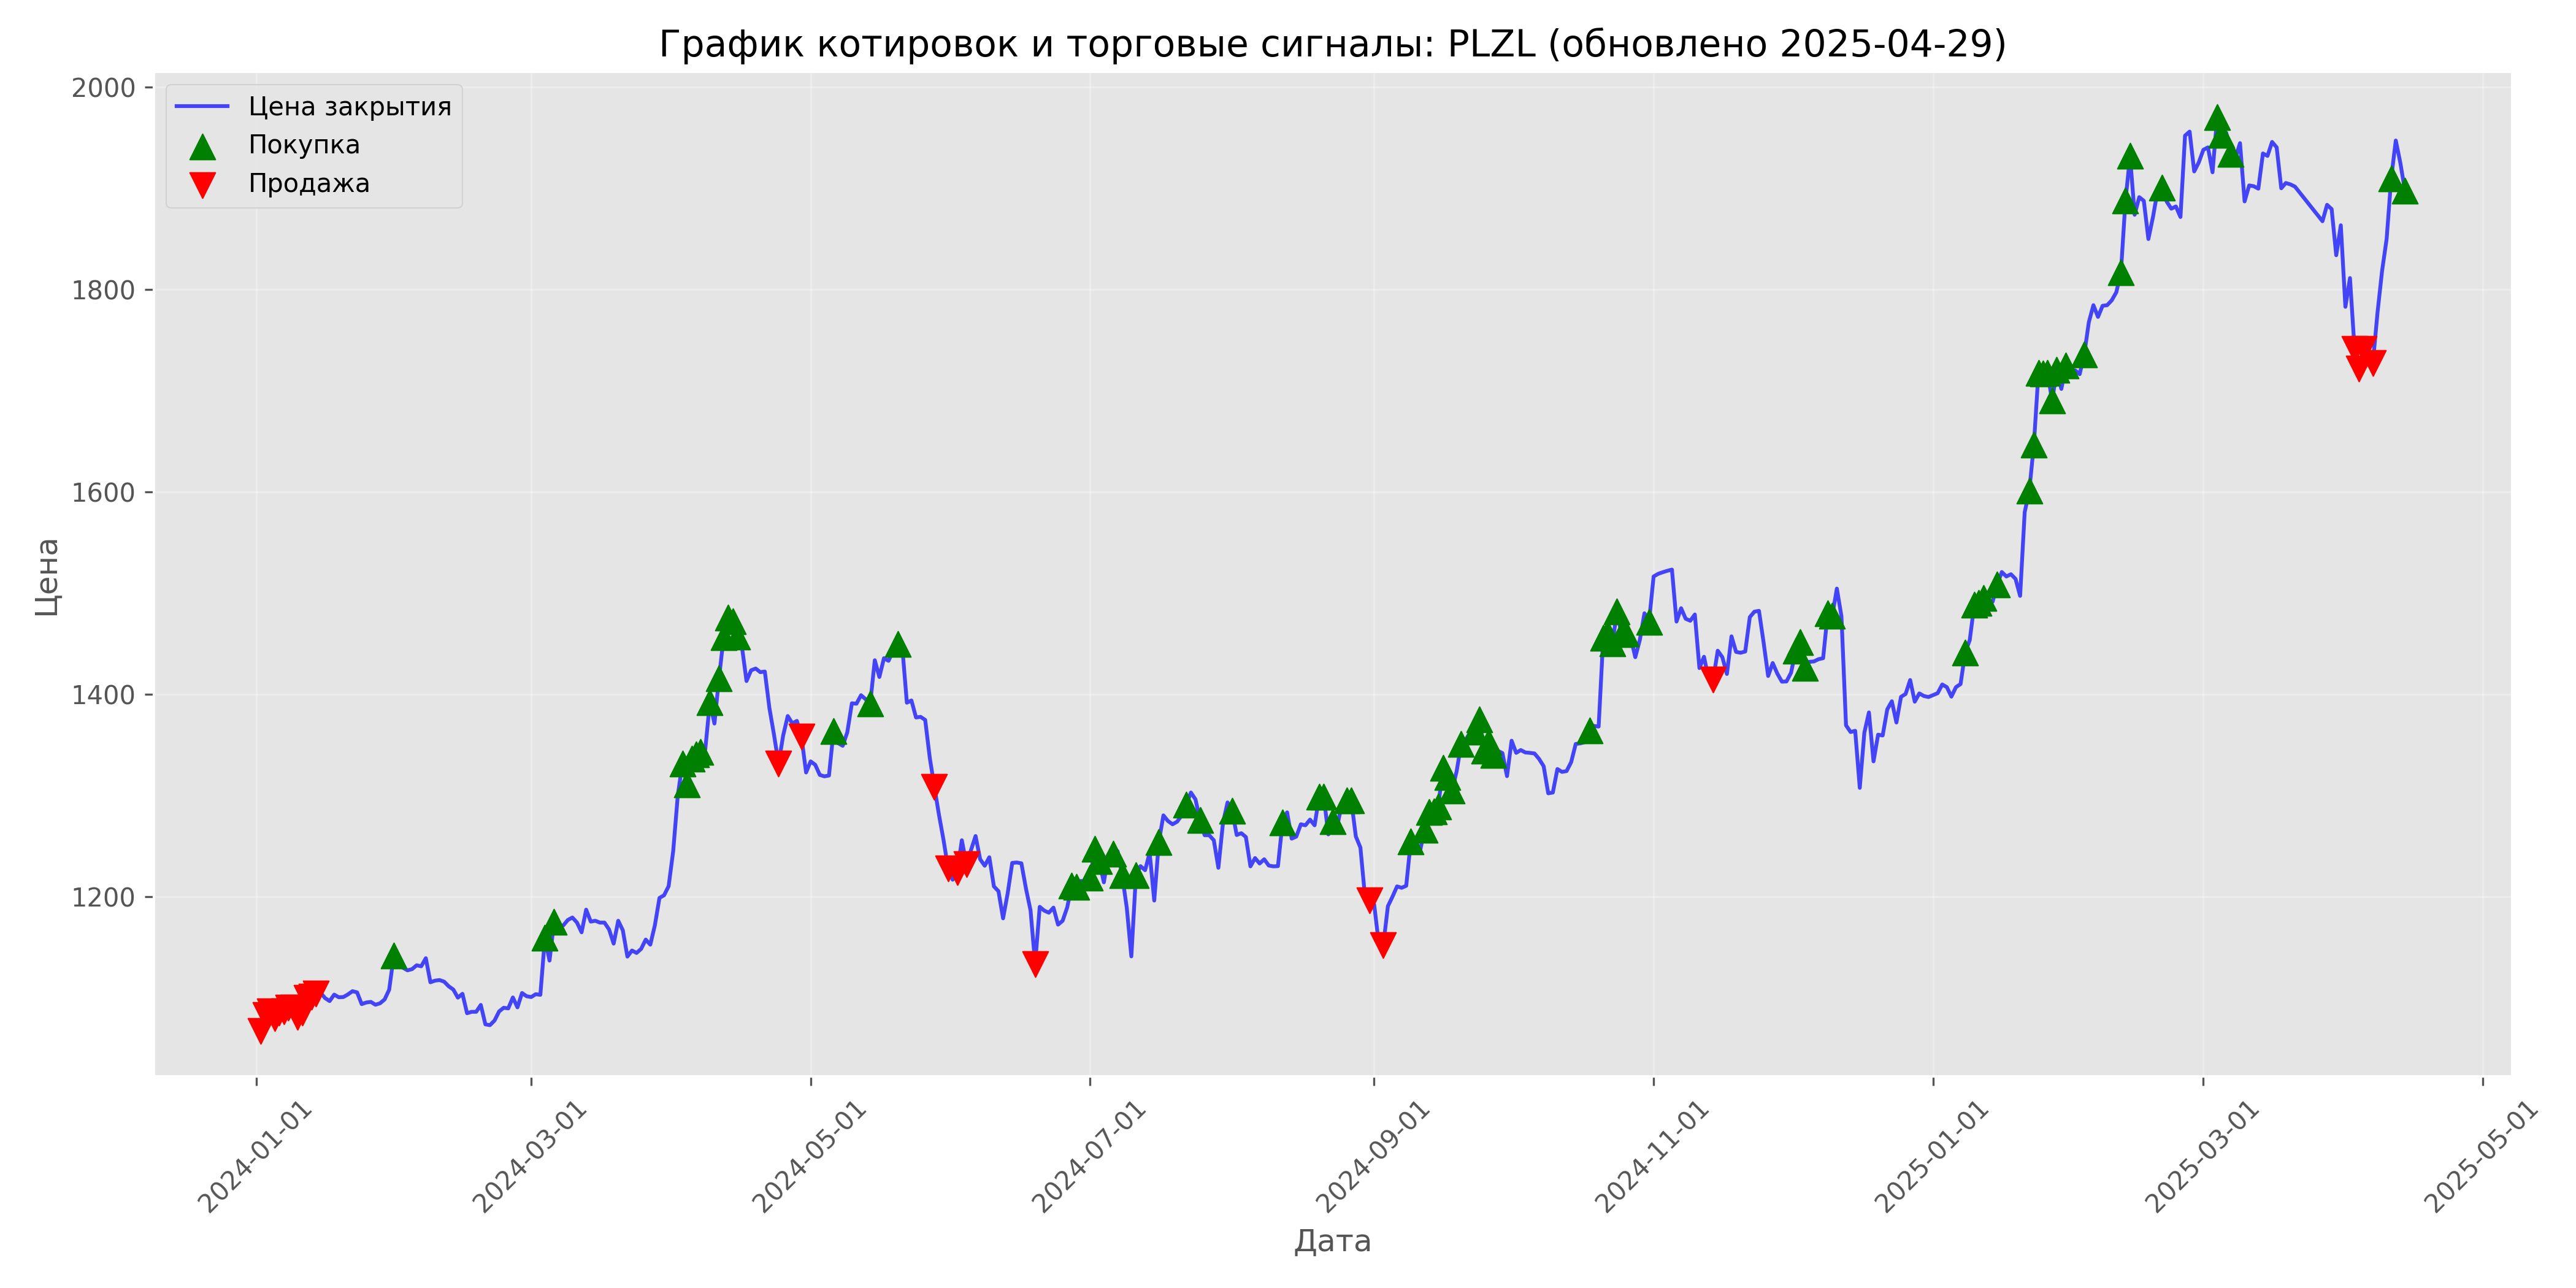 График котировок и торговые сигналы: PLZL (обновлено 2025-04-29)
Цена закрытия
Покупка
Продажа
2000
1800
1600
1400
1200
Цена
2024-01-01
2024-03-01
2024-05-01
2024-07-01
2024-09-01
2024-11-01
2025-01-01
2025-03-01
2025-05-01
Дата